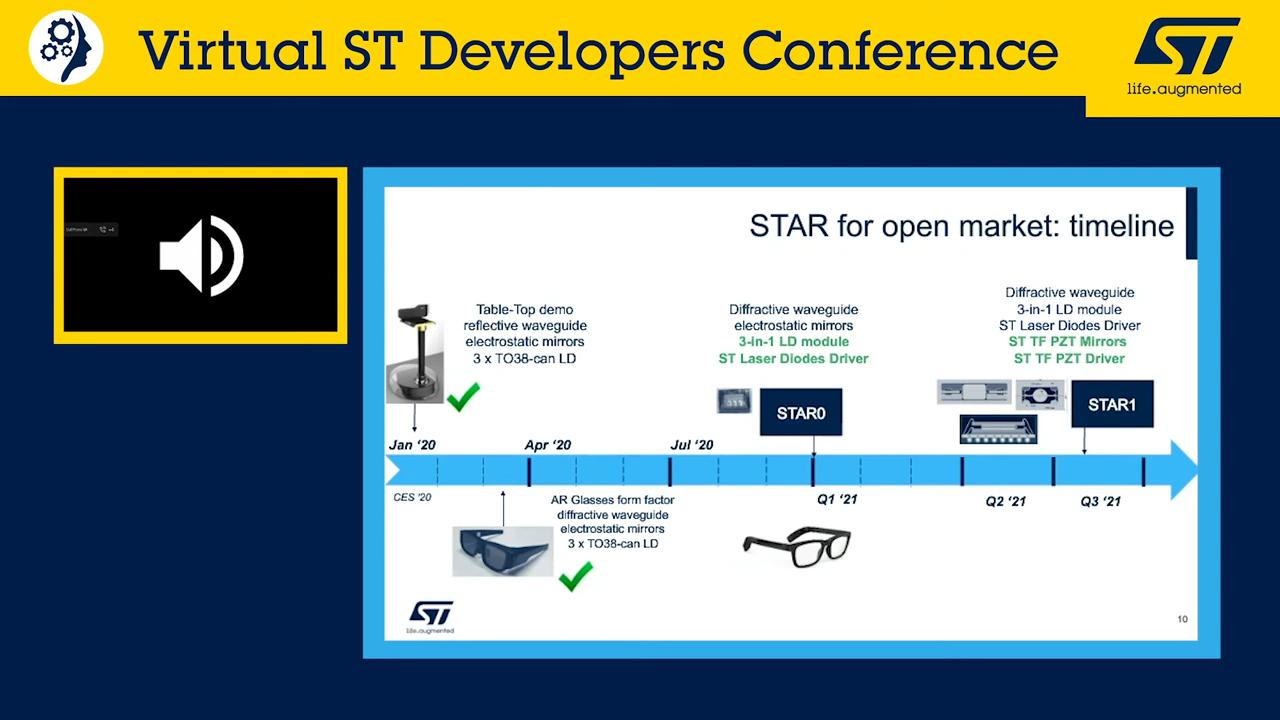 Virtual ST Developers Conference
ST
life.augmented
STAR for open market: timeline
Table-Top demo
reflective waveguide
electrostatic mirrors
3 x TO38-can LD
Diffractive waveguide
electrostatic mirrors
3-in-1 LD module
ST Laser Diodes Driver
Diffractive waveguide
3-in-1 LD module
ST Laser Diodes Driver
ST TF PZT Mirrors
ST TF PZT Driver
STAR0
STAR1
Jan ‘20
Apr ‘20
Jul ‘20
CES '20
Q1 ‘21
Q2 ‘21
Q3 ‘21
AR Glasses form factor
diffractive waveguide
electrostatic mirrors
3 x TO38-can LD
ST
life.augmented
10